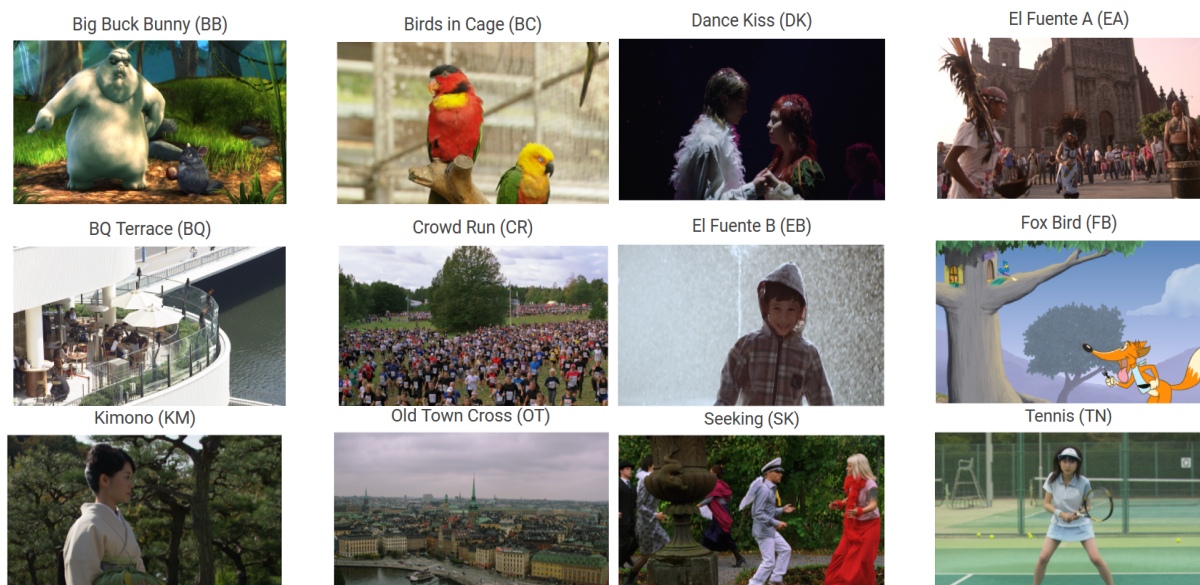 Big Buck Bunny (BB)
Birds in Cage (BC)
Dance Kiss (DK)
El Fuente A (EA)
BQ Terrace (BQ)
Crowd Run (CR)
El Fuente B (EB)
Fox Bird (FB)
Kimono (KM)
Old Town Cross (OT)
Seeking (SK)
Tennis (TN)